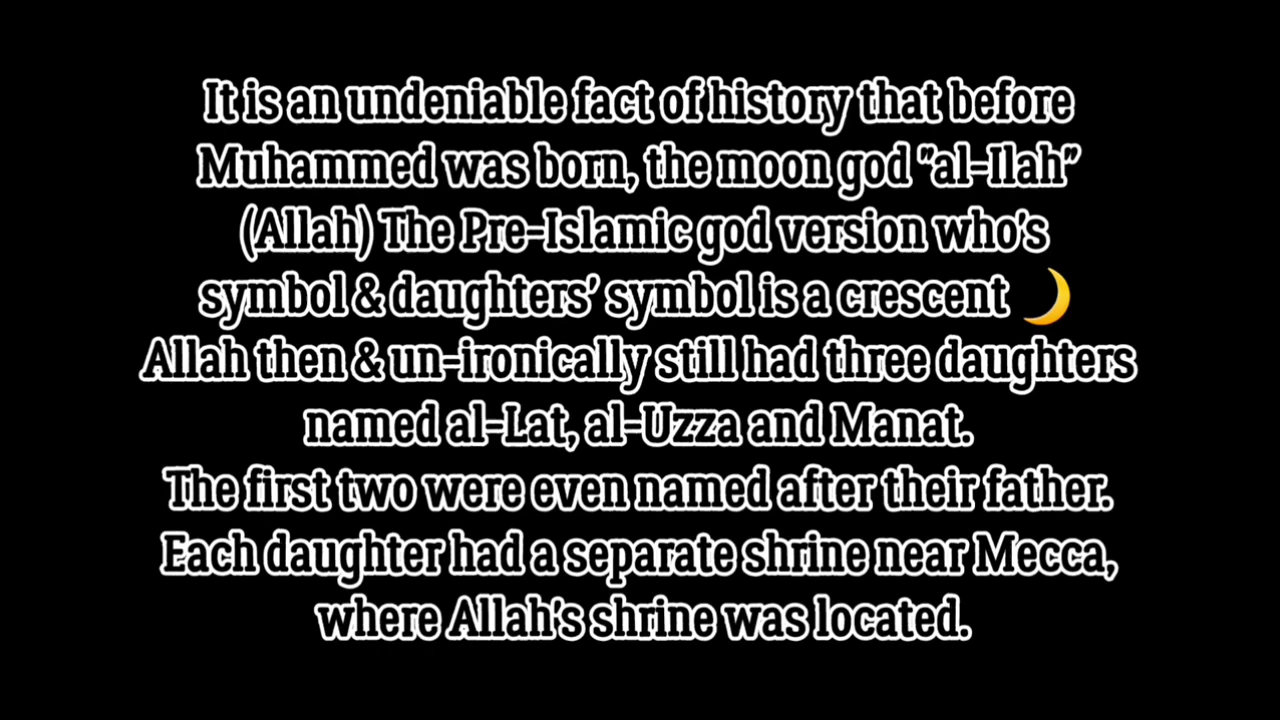 It is an undeniable fact of history that before
Muhammed was born, the moon god "al-Ilah"
(Allah) The Pre-Islamic god version who's
symbol & daughters' symbol is a crescent 🌙
Allah then & un-ironically still had three daughters
named al-Lat, al-Uzza and Manat.
The first two were even named after their father.
Each daughter had a separate shrine near Mecca,
where Allah's shrine was located.